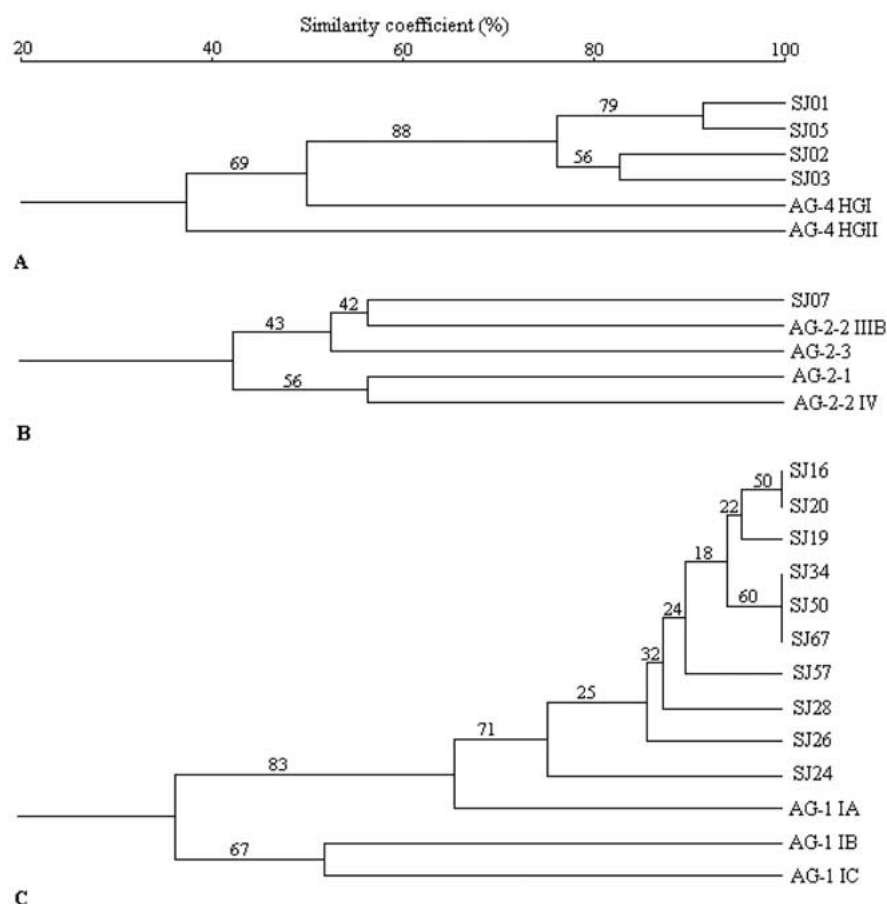 Similarity coefficient (%)
20 40 60 80 100
SJ01
79
SJ05
88
SJ02
56
69
SJ03
AG-4 HGI
AG-4 HGII
A
SJ07
42
AG-2-2 IIIB
43
AG-2-3
AG-2-1
56
AG-2-2 IV
B
SJ16
50
SJ20
22
SJ19
18
SJ34
60
SJ50
24
SJ67
32
SJ57
25
SJ28
71
SJ26
83
SJ24
AG-1 IA
67
AG-1 IB
AG-1 IC
C